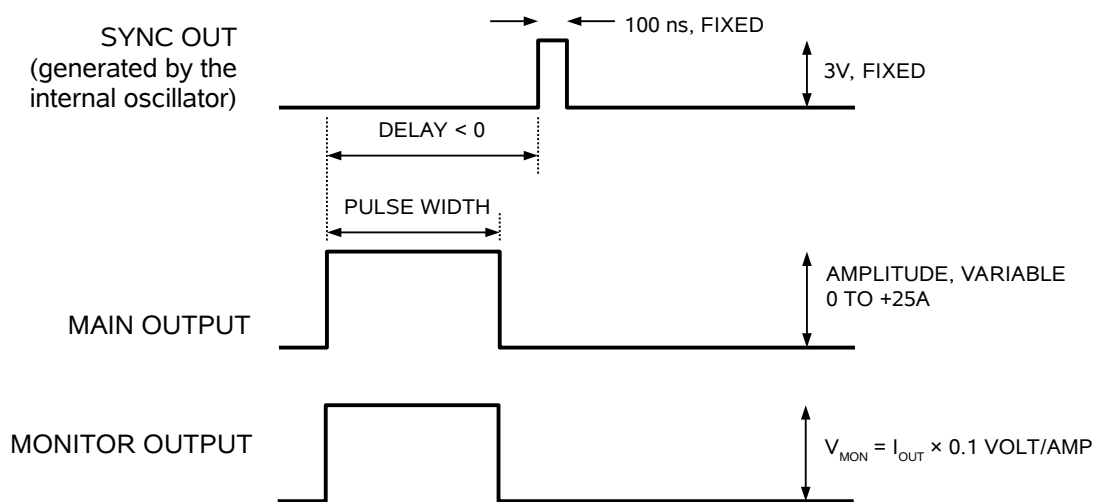 SYNC OUT
(generated by the
internal oscillator)
100 ns, FIXED
3V, FIXED
DELAY < 0
PULSE WIDTH
MAIN OUTPUT
AMPLITUDE, VARIABLE
0 TO +25A
MONITOR OUTPUT
V_MON = I_OUT × 0.1 VOLT/AMP